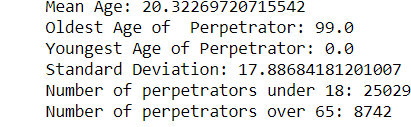 Mean Age: 20.32269720715542
Oldest Age of  Perpetrator: 99.0
Youngest Age of Perpetrator: 0.0
Standard Deviation: 17.88684181201007
Number of perpetrators under 18: 25029
Number of perpetrators over 65: 8742